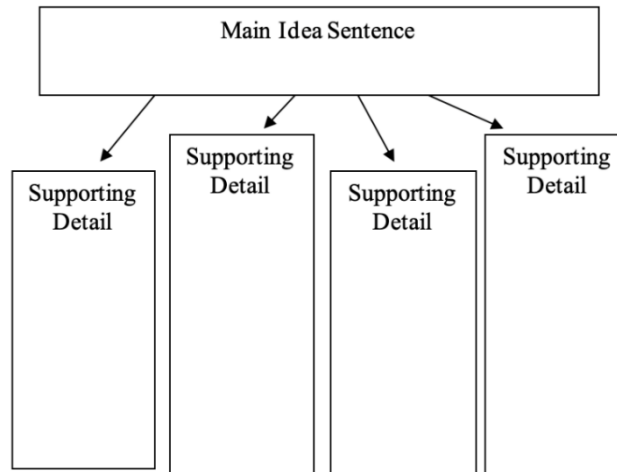 Main Idea Sentence
Supporting
Detail
Supporting
Detail
Supporting
Detail
Supporting
Detail